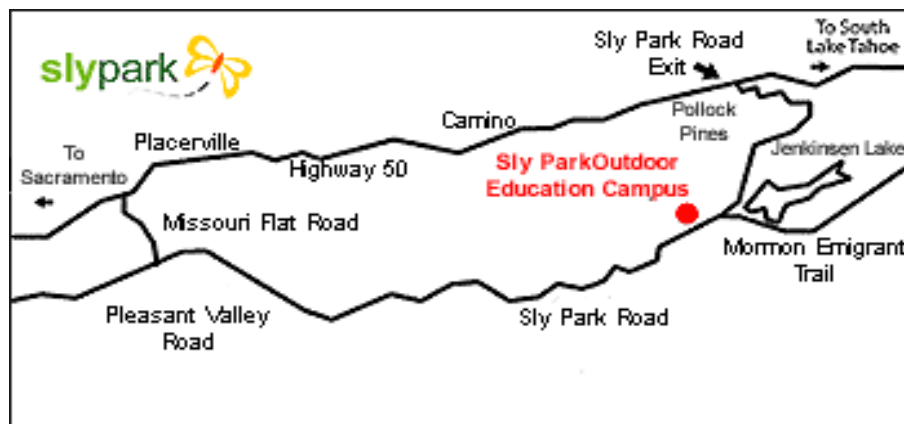 slypark
Sly Park Road
Exit
To South
Lake Tahoe
Pollock
Pines
Camino
Placerville
Highway 50
To
Sacramento
Sly ParkOutdoor
Education Campus
Jenkinsen Lake
Missouri Flat Road
Mormon Emigrant
Trail
Pleasant Valley
Road
Sly Park Road